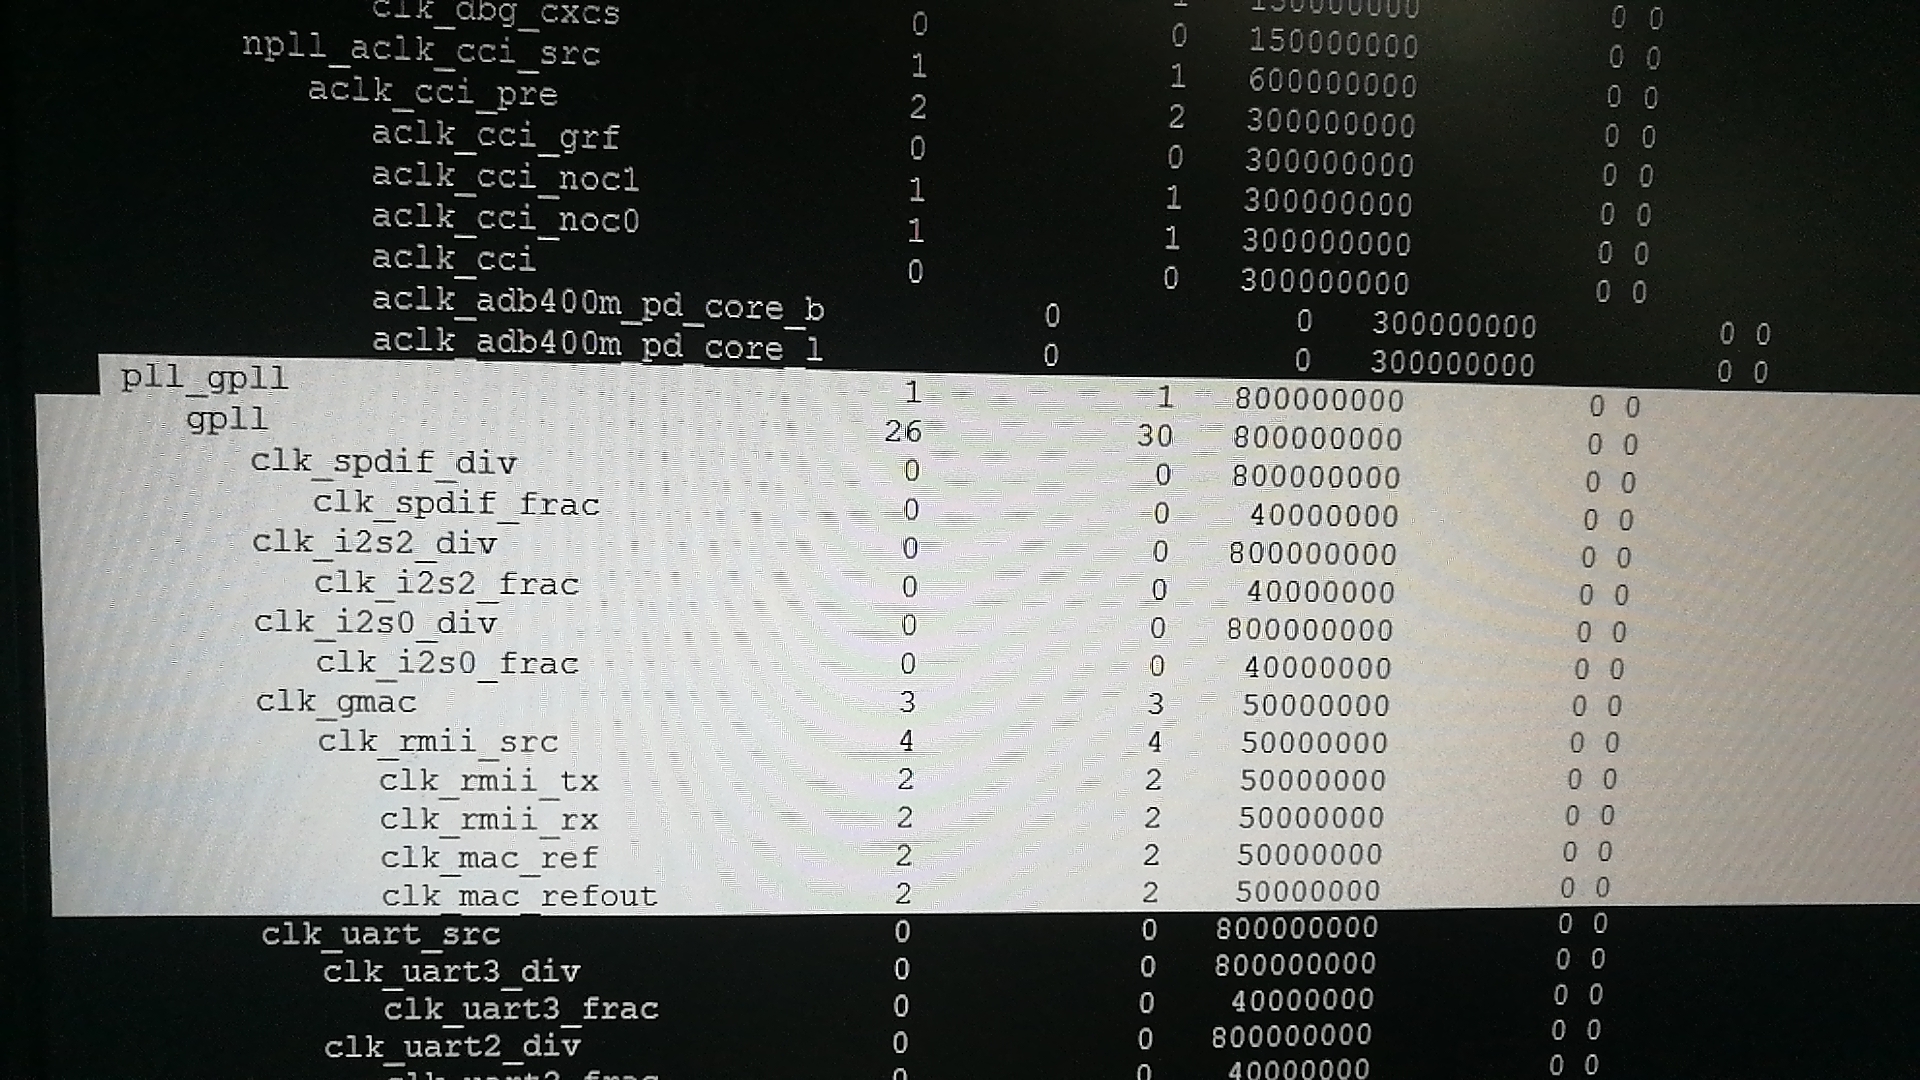 clk_dbg_cxcs 0 0 150000000 0 0
npll_aclk_cci_src 1 1 600000000 0 0
aclk_cci_pre 2 2 300000000 0 0
aclk_cci_grf 0 0 300000000 0 0
aclk_cci_noc1 1 1 300000000 0 0
aclk_cci_noc0 1 1 300000000 0 0
aclk_cci 0 0 300000000 0 0
aclk_adb400m_pd_core_b 0 0 300000000 0 0
aclk_adb400m_pd_core_l 0 0 300000000 0 0
pll_gpll 1 1 800000000 0 0
gpll 26 30 800000000 0 0
clk_spdif_div 0 0 800000000 0 0
clk_spdif_frac 0 0 40000000 0 0
clk_i2s2_div 0 0 800000000 0 0
clk_i2s2_frac 0 0 40000000 0 0
clk_i2s0_div 0 0 800000000 0 0
clk_i2s0_frac 0 0 40000000 0 0
clk_gmac 3 3 50000000 0 0
clk_rmii_src 4 4 50000000 0 0
clk_rmii_tx 2 2 50000000 0 0
clk_rmii_rx 2 2 50000000 0 0
clk_mac_ref 2 2 50000000 0 0
clk_mac_refout 2 2 50000000 0 0
clk_uart_src 0 0 800000000 0 0
clk_uart3_div 0 0 800000000 0 0
clk_uart3_frac 0 0 40000000 0 0
clk_uart2_div 0 0 800000000 0 0
clk_uart2_frac 0 0 40000000 0 0